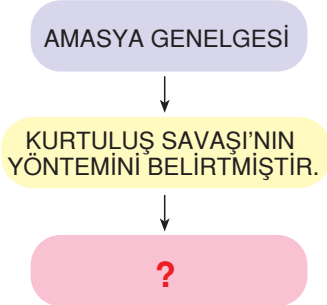 AMASYA GENELGESİ
KURTULUŞ SAVAŞI'NIN
YÖNTEMİNİ BELİRTMİŞTİR.
?